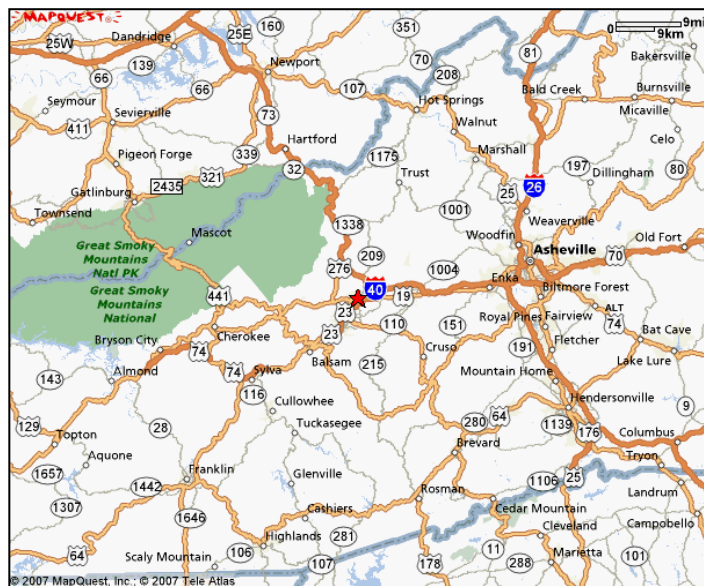 MAPQUEST
9mi
0
9km
160
351
25W
Dandridge
25E
81
Bakersville
139
Newport
70
208
66
107
Bald Creek
Burnsville
Seymour
66
Hot Springs
Micaville
Sevierville
73
Walnut
411
Celo
Hartford
339
1175
Marshall
Pigeon Forge
32
Trust
197
80
321
Dillingham
2435
25
26
Gatlinburg
1001
Weaverville
Townsend
1338
Mascot
Woodfin
Great Smoky
Mountains
Natl PK
209
Asheville
Old Fort
276
1004
70
Great Smoky
Mountains
National
40
Enka
441
19
Biltmore Forest
23
ALT
Royal Pines
Fairview
74
Cherokee
23
110
151
Bryson City
191
Fletcher
Bat Cave
74
Balsam
Cruso
Lake Lure
74
215
143
Almond
Sylva
Mountain Home
116
Cullowhee
Hendersonville
9
64
28
280
1139
129
Tuckasegee
176
Columbus
Topton
Brevard
Aquone
Tryon
1657
Franklin
Glenville
1106
25
1442
Landrum
1307
Rosman
Cedar Mountain
1646
Cashiers
Campobello
Cleveland
64
106
Highlands
281
11
101
Scaly Mountain
107
178
288
Marietta
© 2007 MapQuest, Inc.; © 2007 Tele Atlas